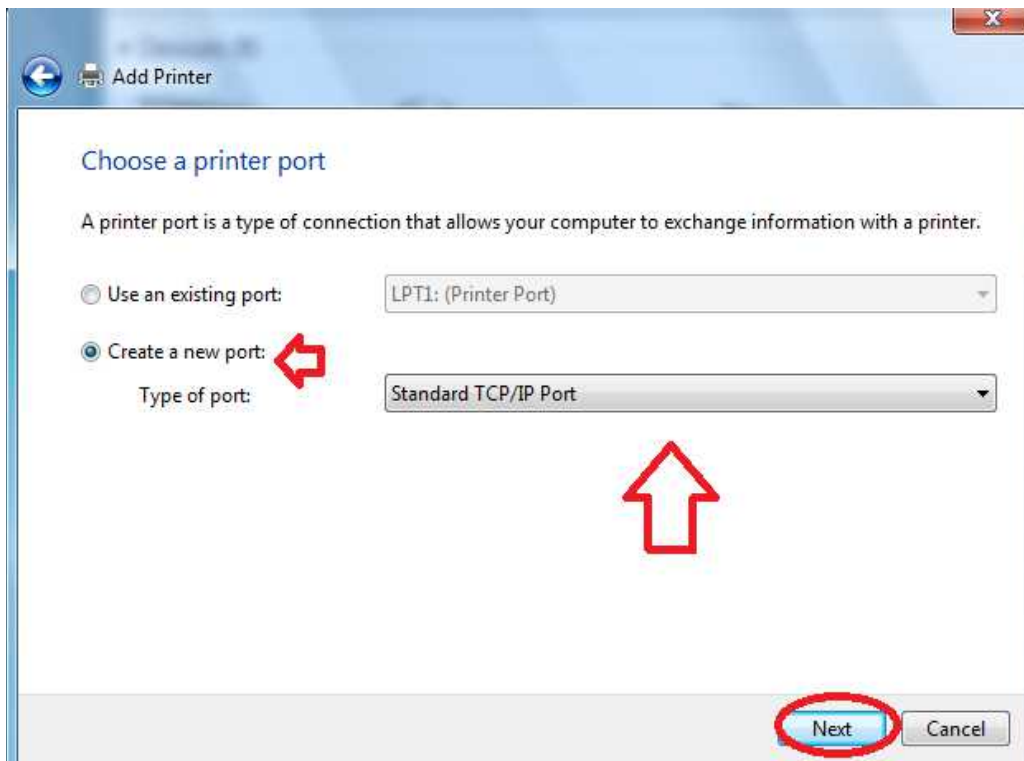 Add Printer
Choose a printer port
A printer port is a type of connection that allows your computer to exchange information with a printer.
Use an existing port: LPT1: (Printer Port)
Create a new port:
Type of port: Standard TCP/IP Port
Next Cancel